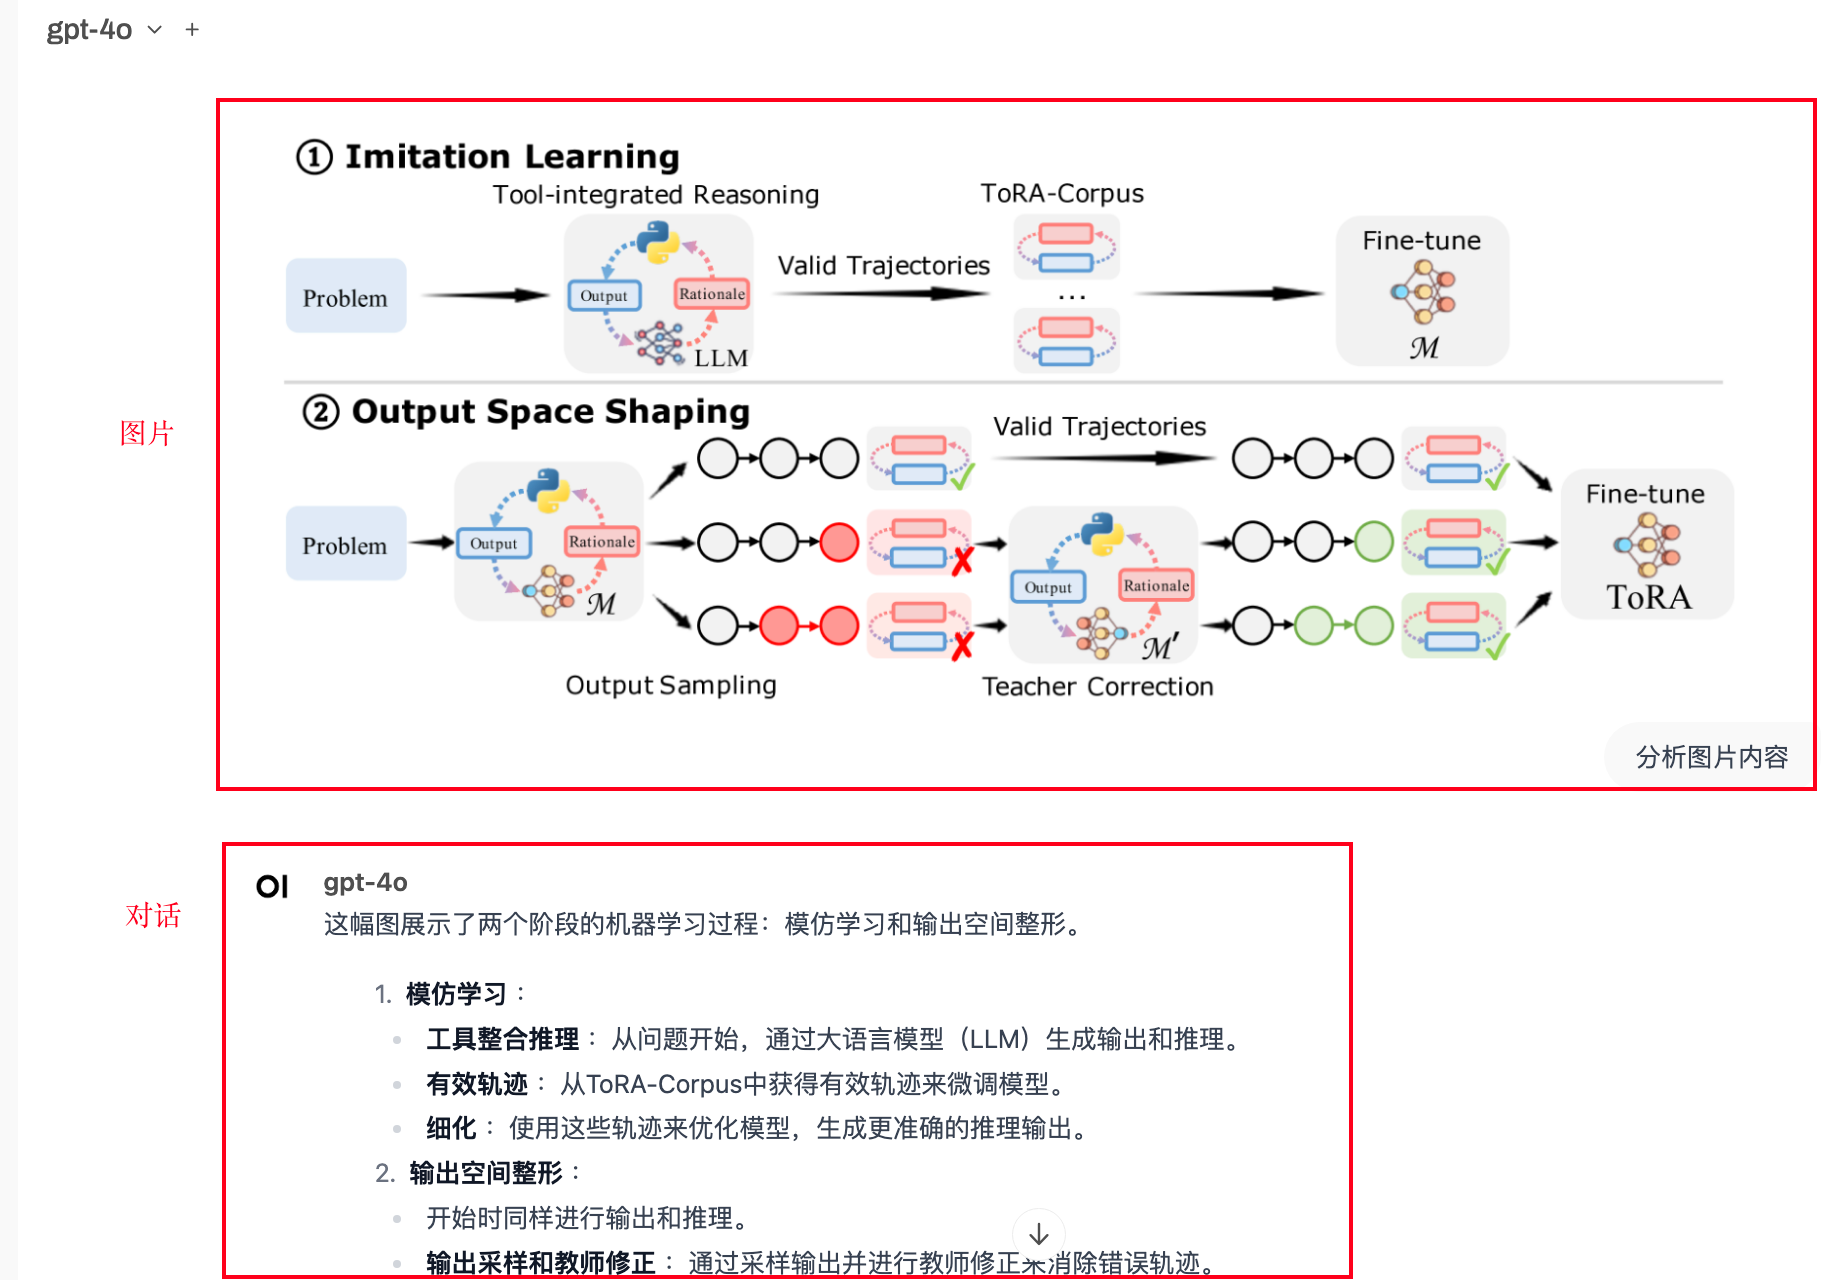 gpt-4o
① Imitation Learning
Tool-integrated Reasoning
ToRA-Corpus
Problem
Output
Rationale
LLM
Valid Trajectories
...
Fine-tune
M
② Output Space Shaping
Valid Trajectories
Problem
Output
Rationale
M
Output
Rationale
M′
Fine-tune
ToRA
Output Sampling
Teacher Correction
图片
分析图片内容
对话
OI gpt-4o
这幅图展示了两个阶段的机器学习过程：模仿学习和输出空间整形。
1. 模仿学习：
工具整合推理： 从问题开始，通过大语言模型（LLM）生成输出和推理。
有效轨迹： 从ToRA-Corpus中获得有效轨迹来微调模型。
细化： 使用这些轨迹来优化模型，生成更准确的推理输出。
2. 输出空间整形：
开始时同样进行输出和推理。
输出采样和教师修正： 通过采样输出并进行教师修正来消除错误轨迹。